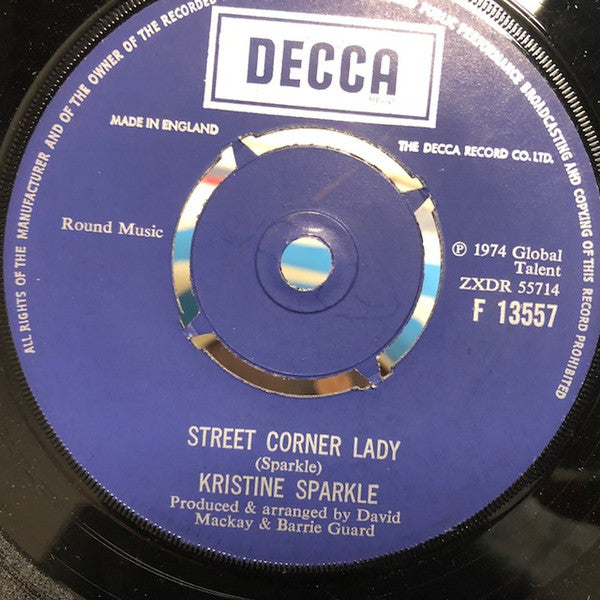 ALL RIGHTS OF THE MANUFACTURER AND OF THE OWNER OF THE RECORDED
PUBLIC PERFORMANCE BROADCASTING AND COPYING OF THIS RECORD PROHIBITED
DECCA
MADE IN ENGLAND
THE DECCA RECORD CO. LTD.
Round Music
℗ 1974 Global
Talent
ZXDR 55714
F 13557
STREET CORNER LADY
(Sparkle)
KRISTINE SPARKLE
Produced & arranged by David
Mackay & Barrie Guard